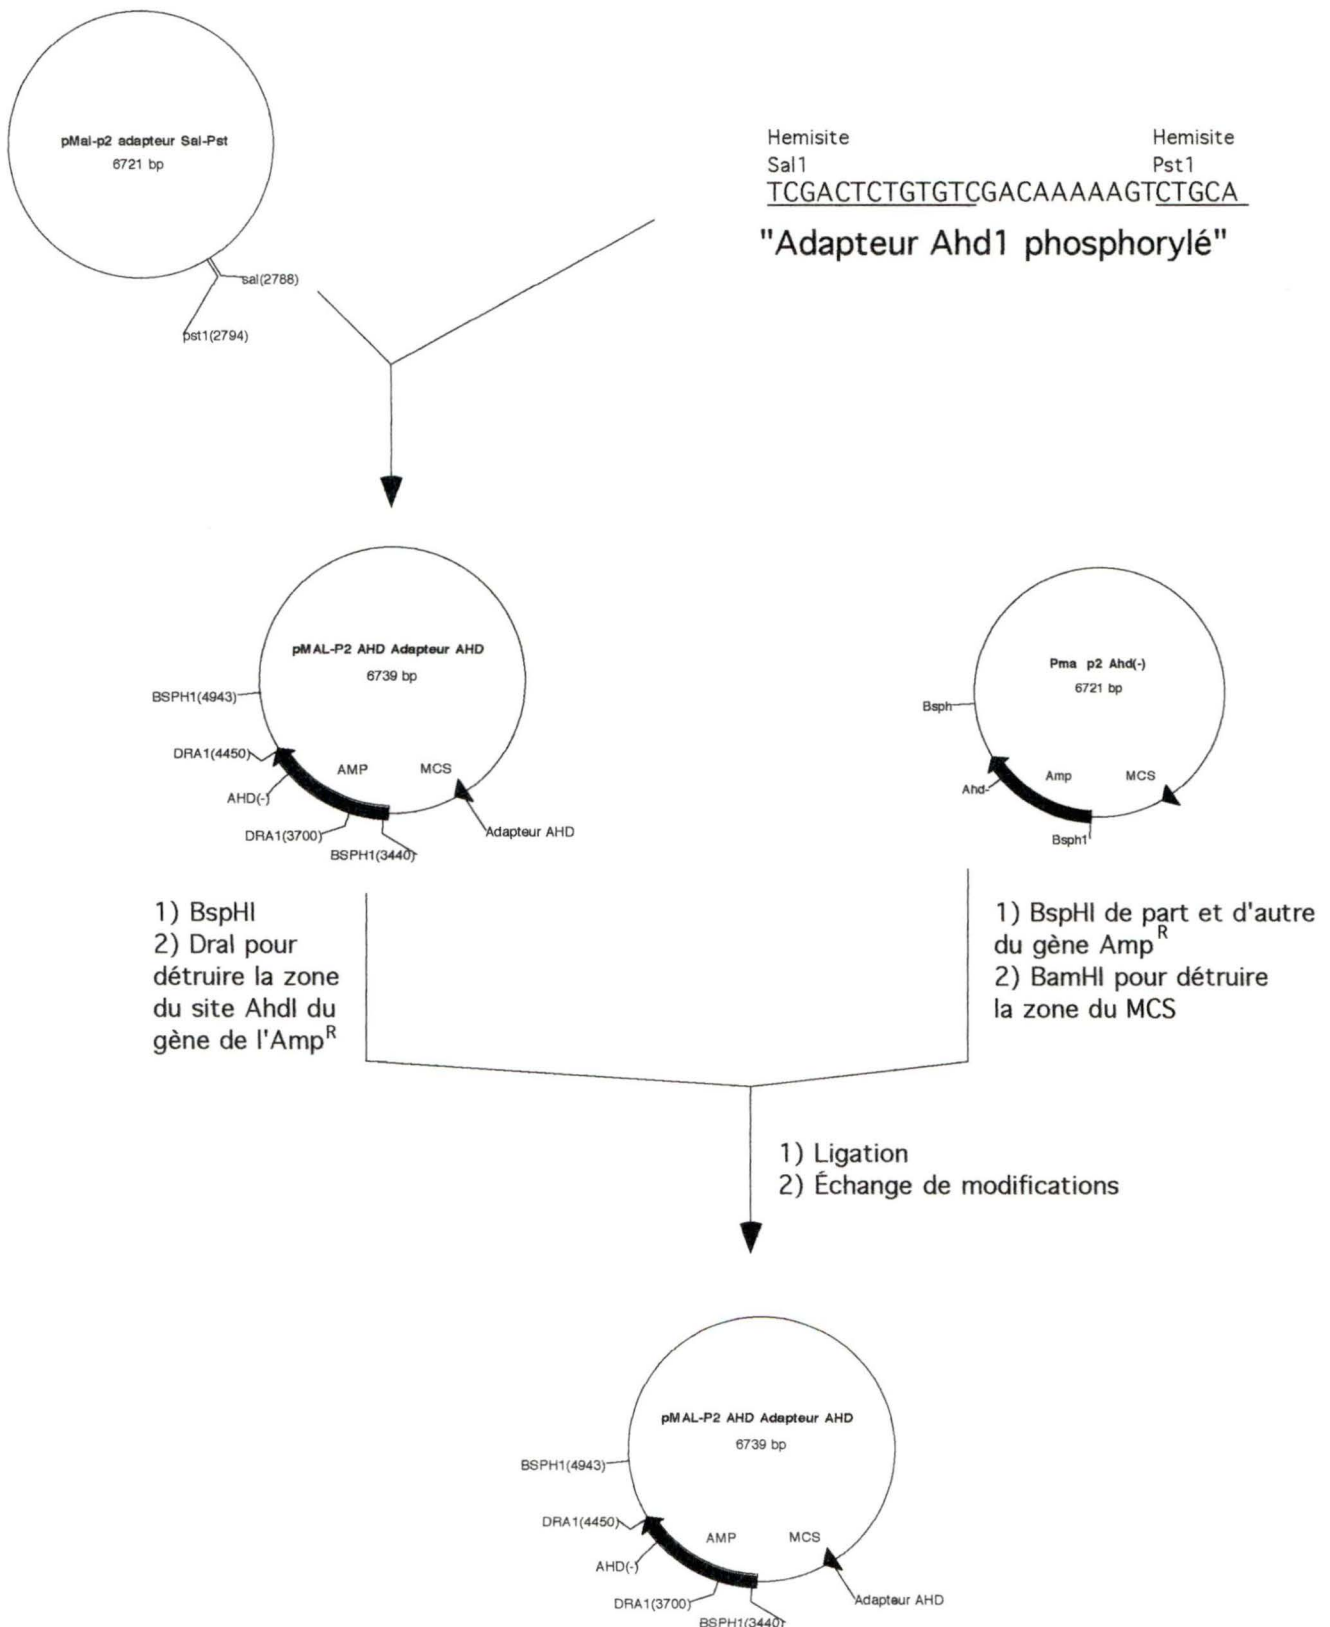 pMal-p2 adapteur Sal-Pst
6721 bp
sal(2788)
pst1(2794)
Hemisite Hemisite
Sal1 Pst1
TCGACTCTGTGTCGACAAAAAGTCTGCA
"Adapteur Ahd1 phosphorylé"
pMAL-P2 AHD Adapteur AHD
6739 bp
BSPH1(4943)
DRA1(4450)
AMP
MCS
AHD(-)
DRA1(3700)
Adapteur AHD
BSPH1(3440)
Pma p2 Ahd(-)
6721 bp
Bsph
Amp
MCS
Ahd-
Bsph1
1) BspHI
2) DraI pour
détruire la zone
du site AhdI du
gène de l'Amp^R
1) BspHI de part et d'autre
du gène Amp^R
2) BamHI pour détruire
la zone du MCS
1) Ligation
2) Échange de modifications
pMAL-P2 AHD Adapteur AHD
6739 bp
BSPH1(4943)
DRA1(4450)
AMP
MCS
AHD(-)
DRA1(3700)
Adapteur AHD
BSPH1(3440)